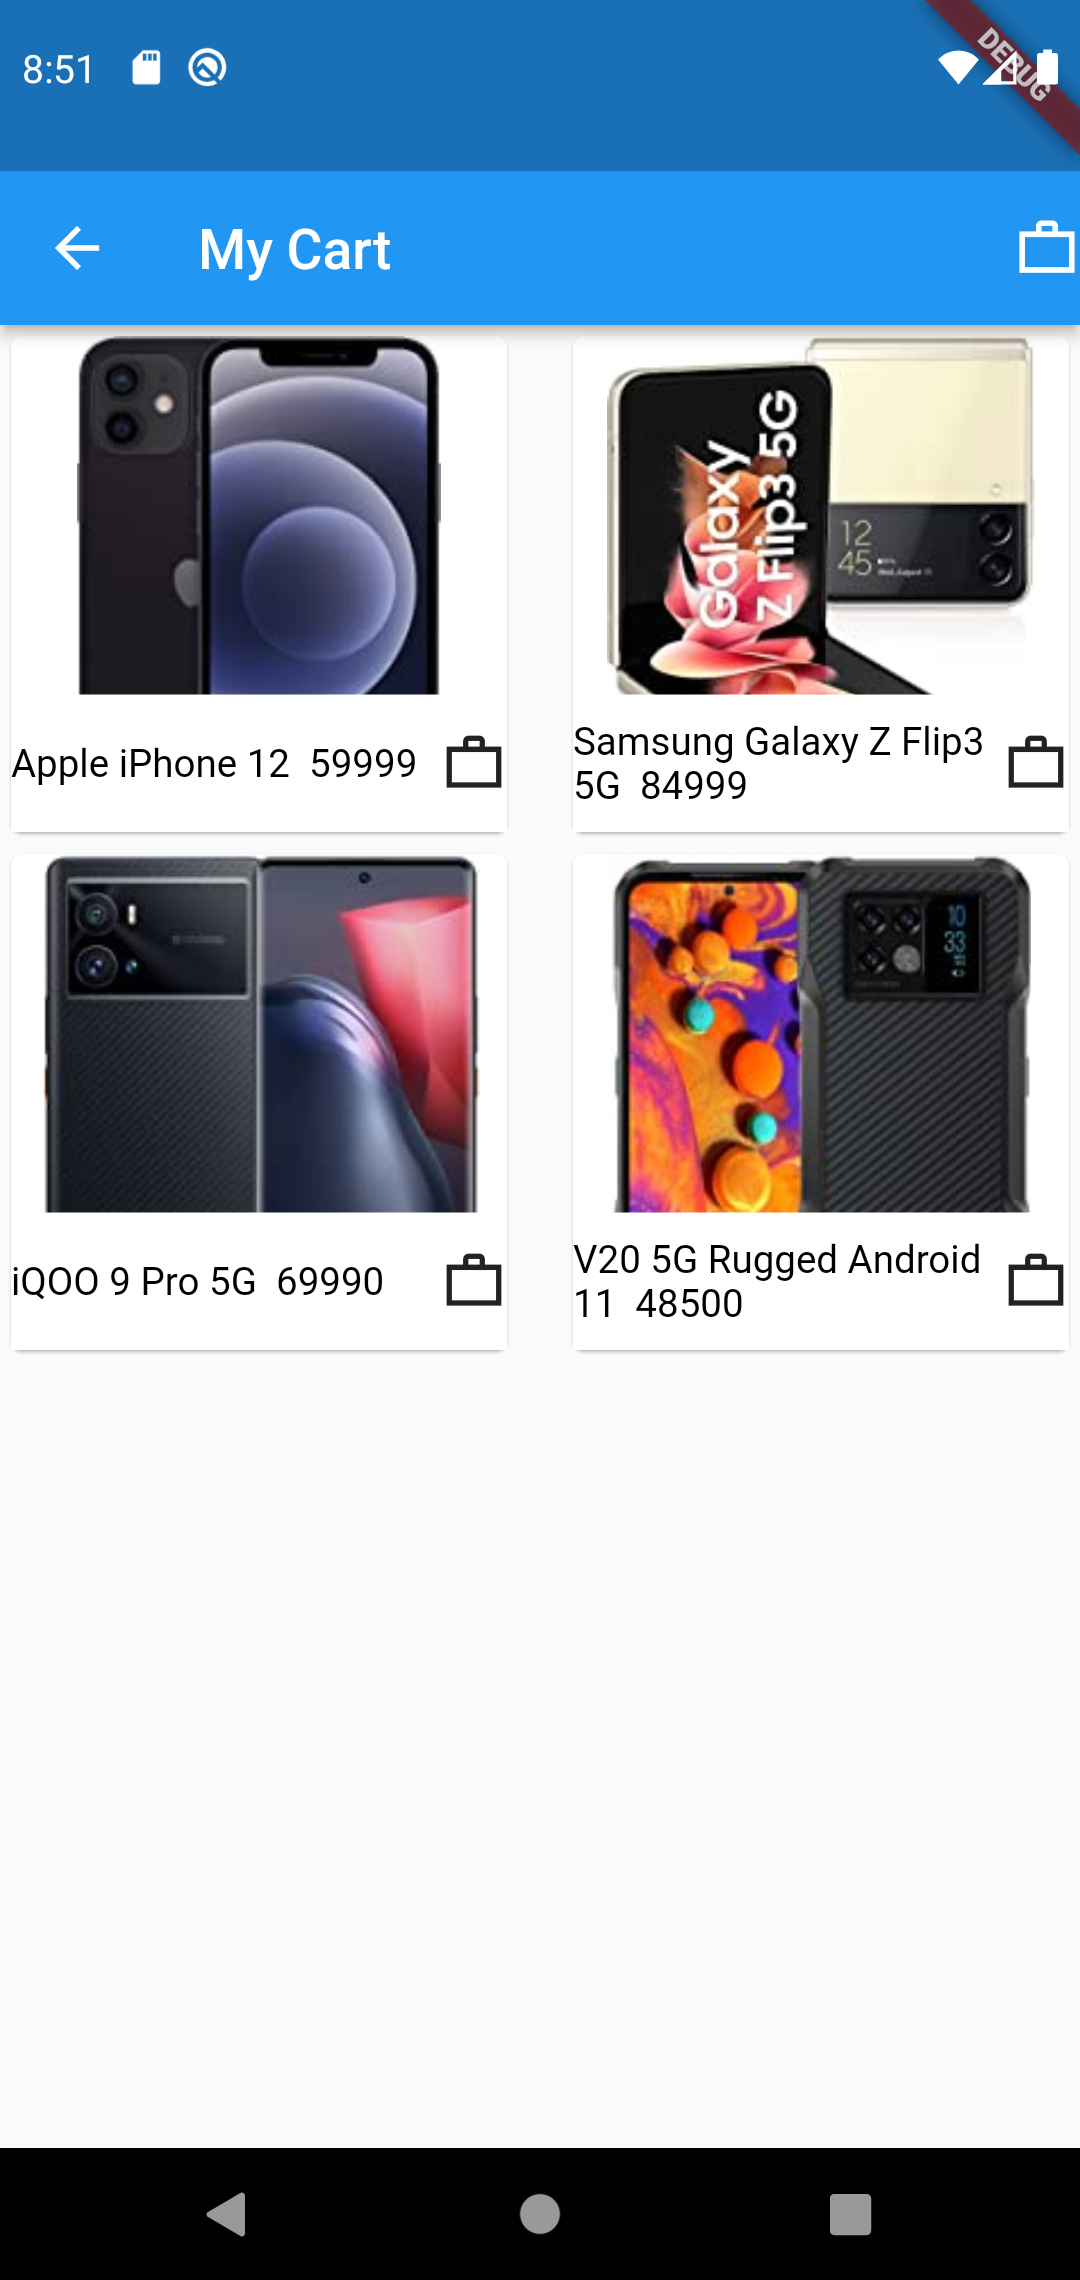 8:51
DEBUG
My Cart
Galaxy
Z Flip3 5G
12
45
Apple iPhone 12 59999
Samsung Galaxy Z Flip3
5G 84999
10
33
iQOO 9 Pro 5G 69990
V20 5G Rugged Android
11 48500